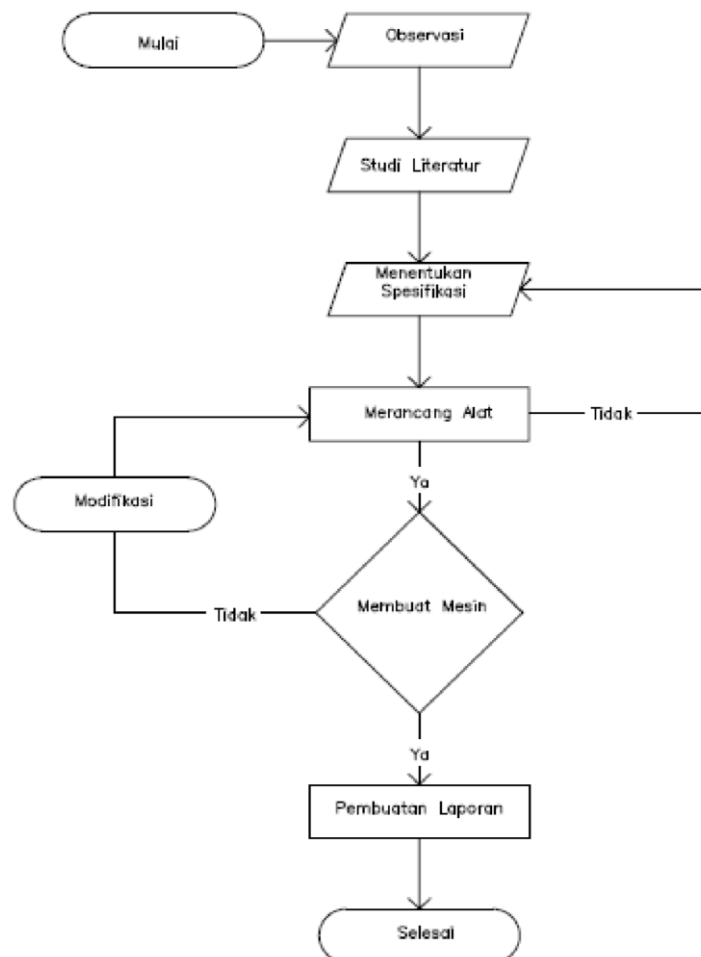 Mulai
Observasi
Studi Literatur
Menentukan
Spesifikasi
Merancang Alat
Tidak
Ya
Modifikasi
Membuat Mesin
Tidak
Ya
Pembuatan Laporan
Selesai